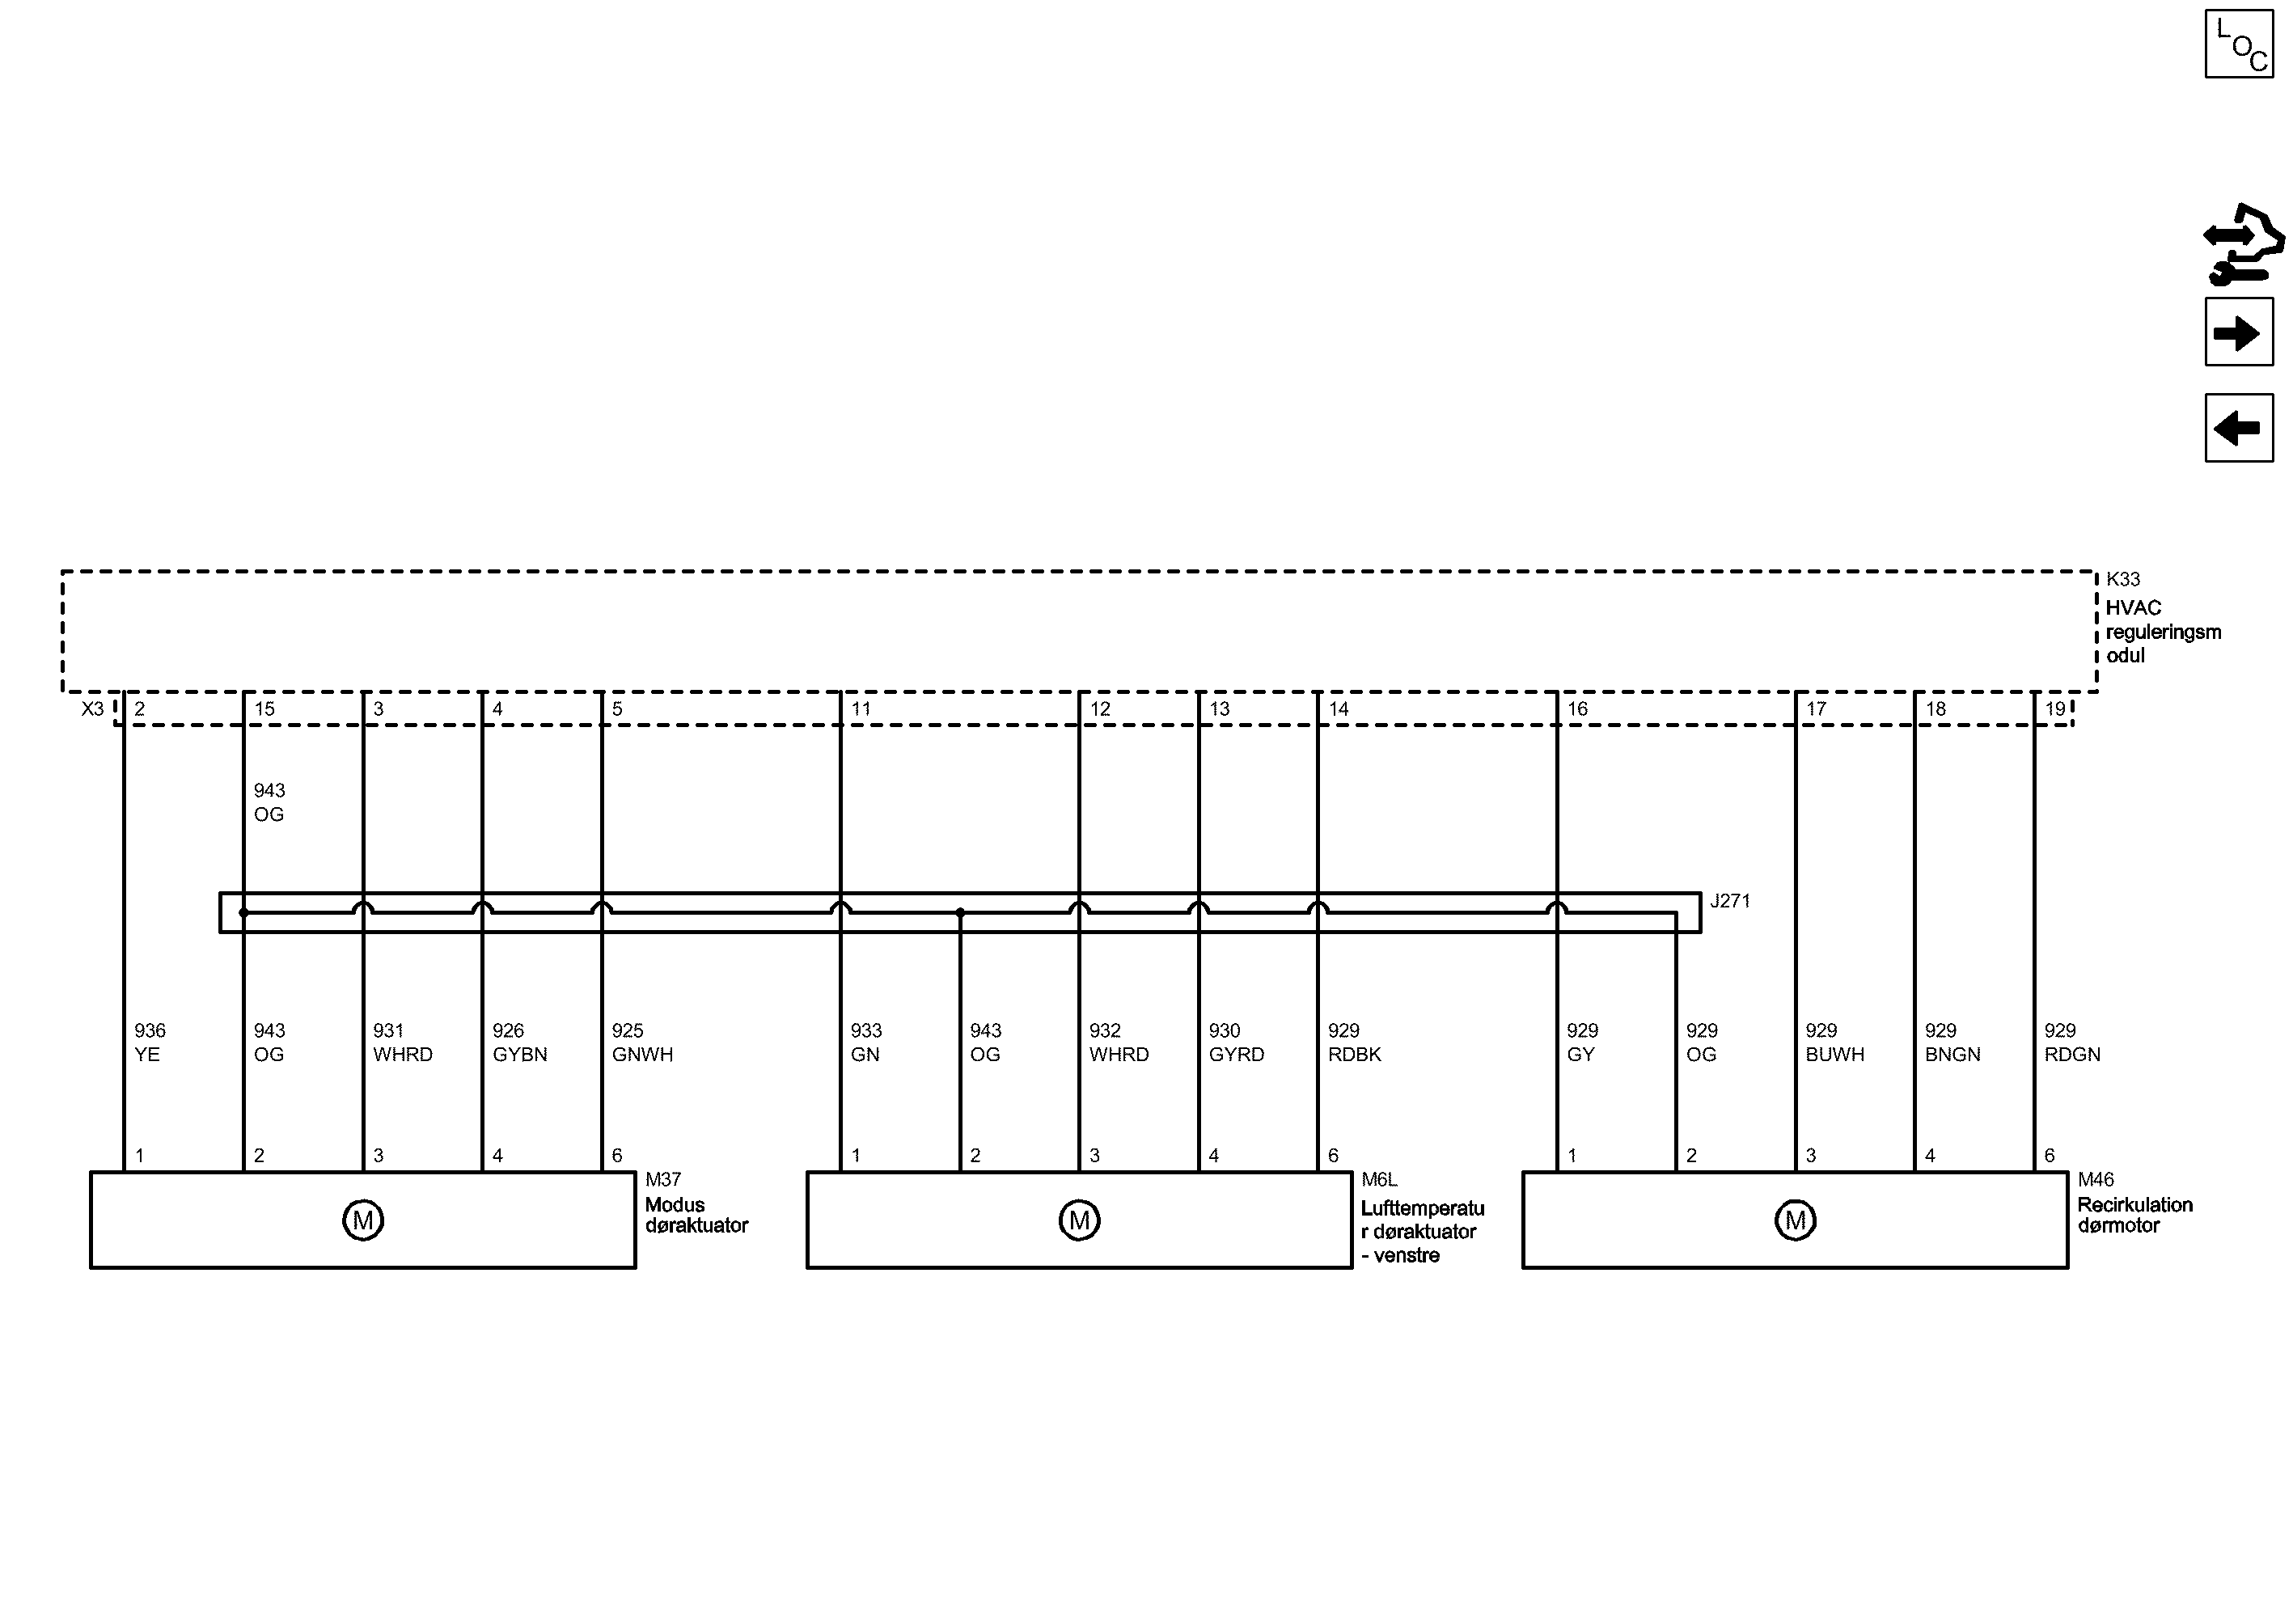 LOC
K33
HVAC
reguleringsm
odul
X3 2 15 3 4 5 11 12 13 14 16 17 18 19
943
OG
J271
936 943 931 926 925 933 943 932 930 929 929 929 929 929 929
YE OG WHRD GYBN GNWH GN OG WHRD GYRD RDBK GY OG BUWH BNGN RDGN
1 2 3 4 6 1 2 3 4 6 1 2 3 4 6
M37
Modus
døraktuator
M
M6L
Lufttemperatu
r døraktuator
- venstre
M
M46
Recirkulation
dørmotor
M